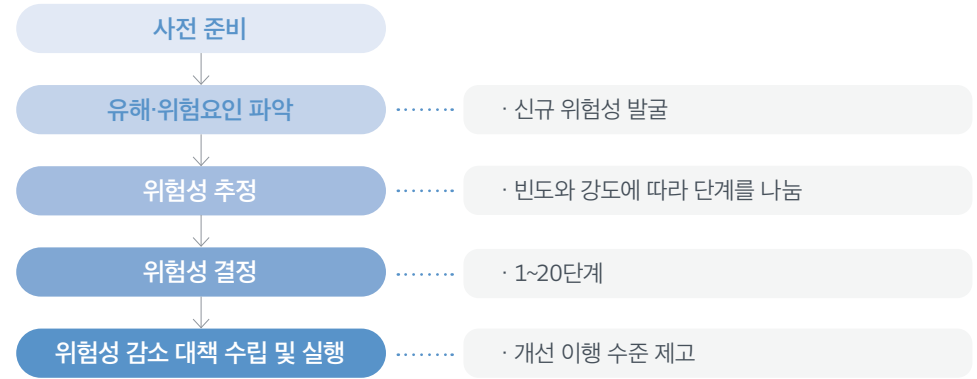 사전 준비
유해·위험요인 파악
· 신규 위험성 발굴
위험성 추정
· 빈도와 강도에 따라 단계를 나눔
위험성 결정
· 1~20단계
위험성 감소 대책 수립 및 실행
· 개선 이행 수준 제고